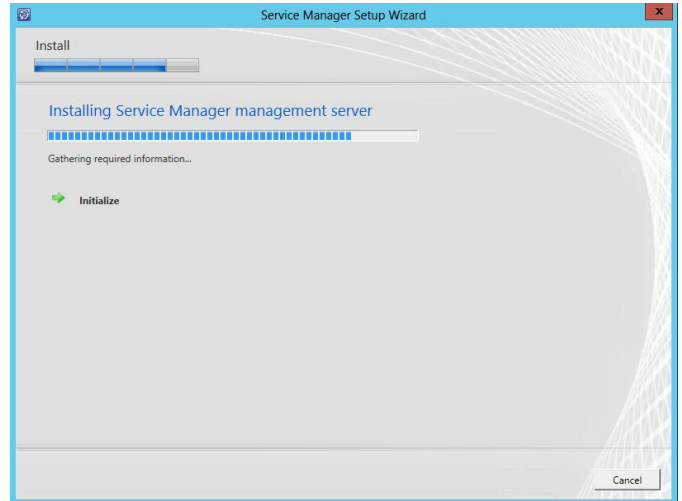 Service Manager Setup Wizard
x
Install
Installing Service Manager management server
Gathering required information...
Initialize
Cancel